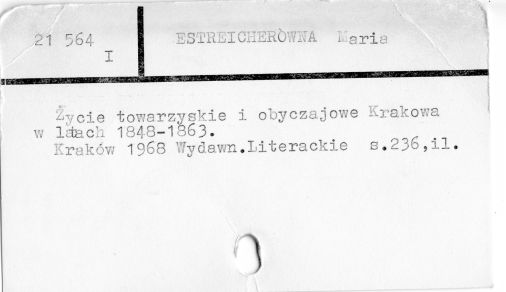 21 564
I
ESTREICHERÓWNA Maria
Życie towarzyskie i obyczajowe Krakowa
w latach 1848-1863.
Kraków 1968 Wydawn.Literackie s.236,il.